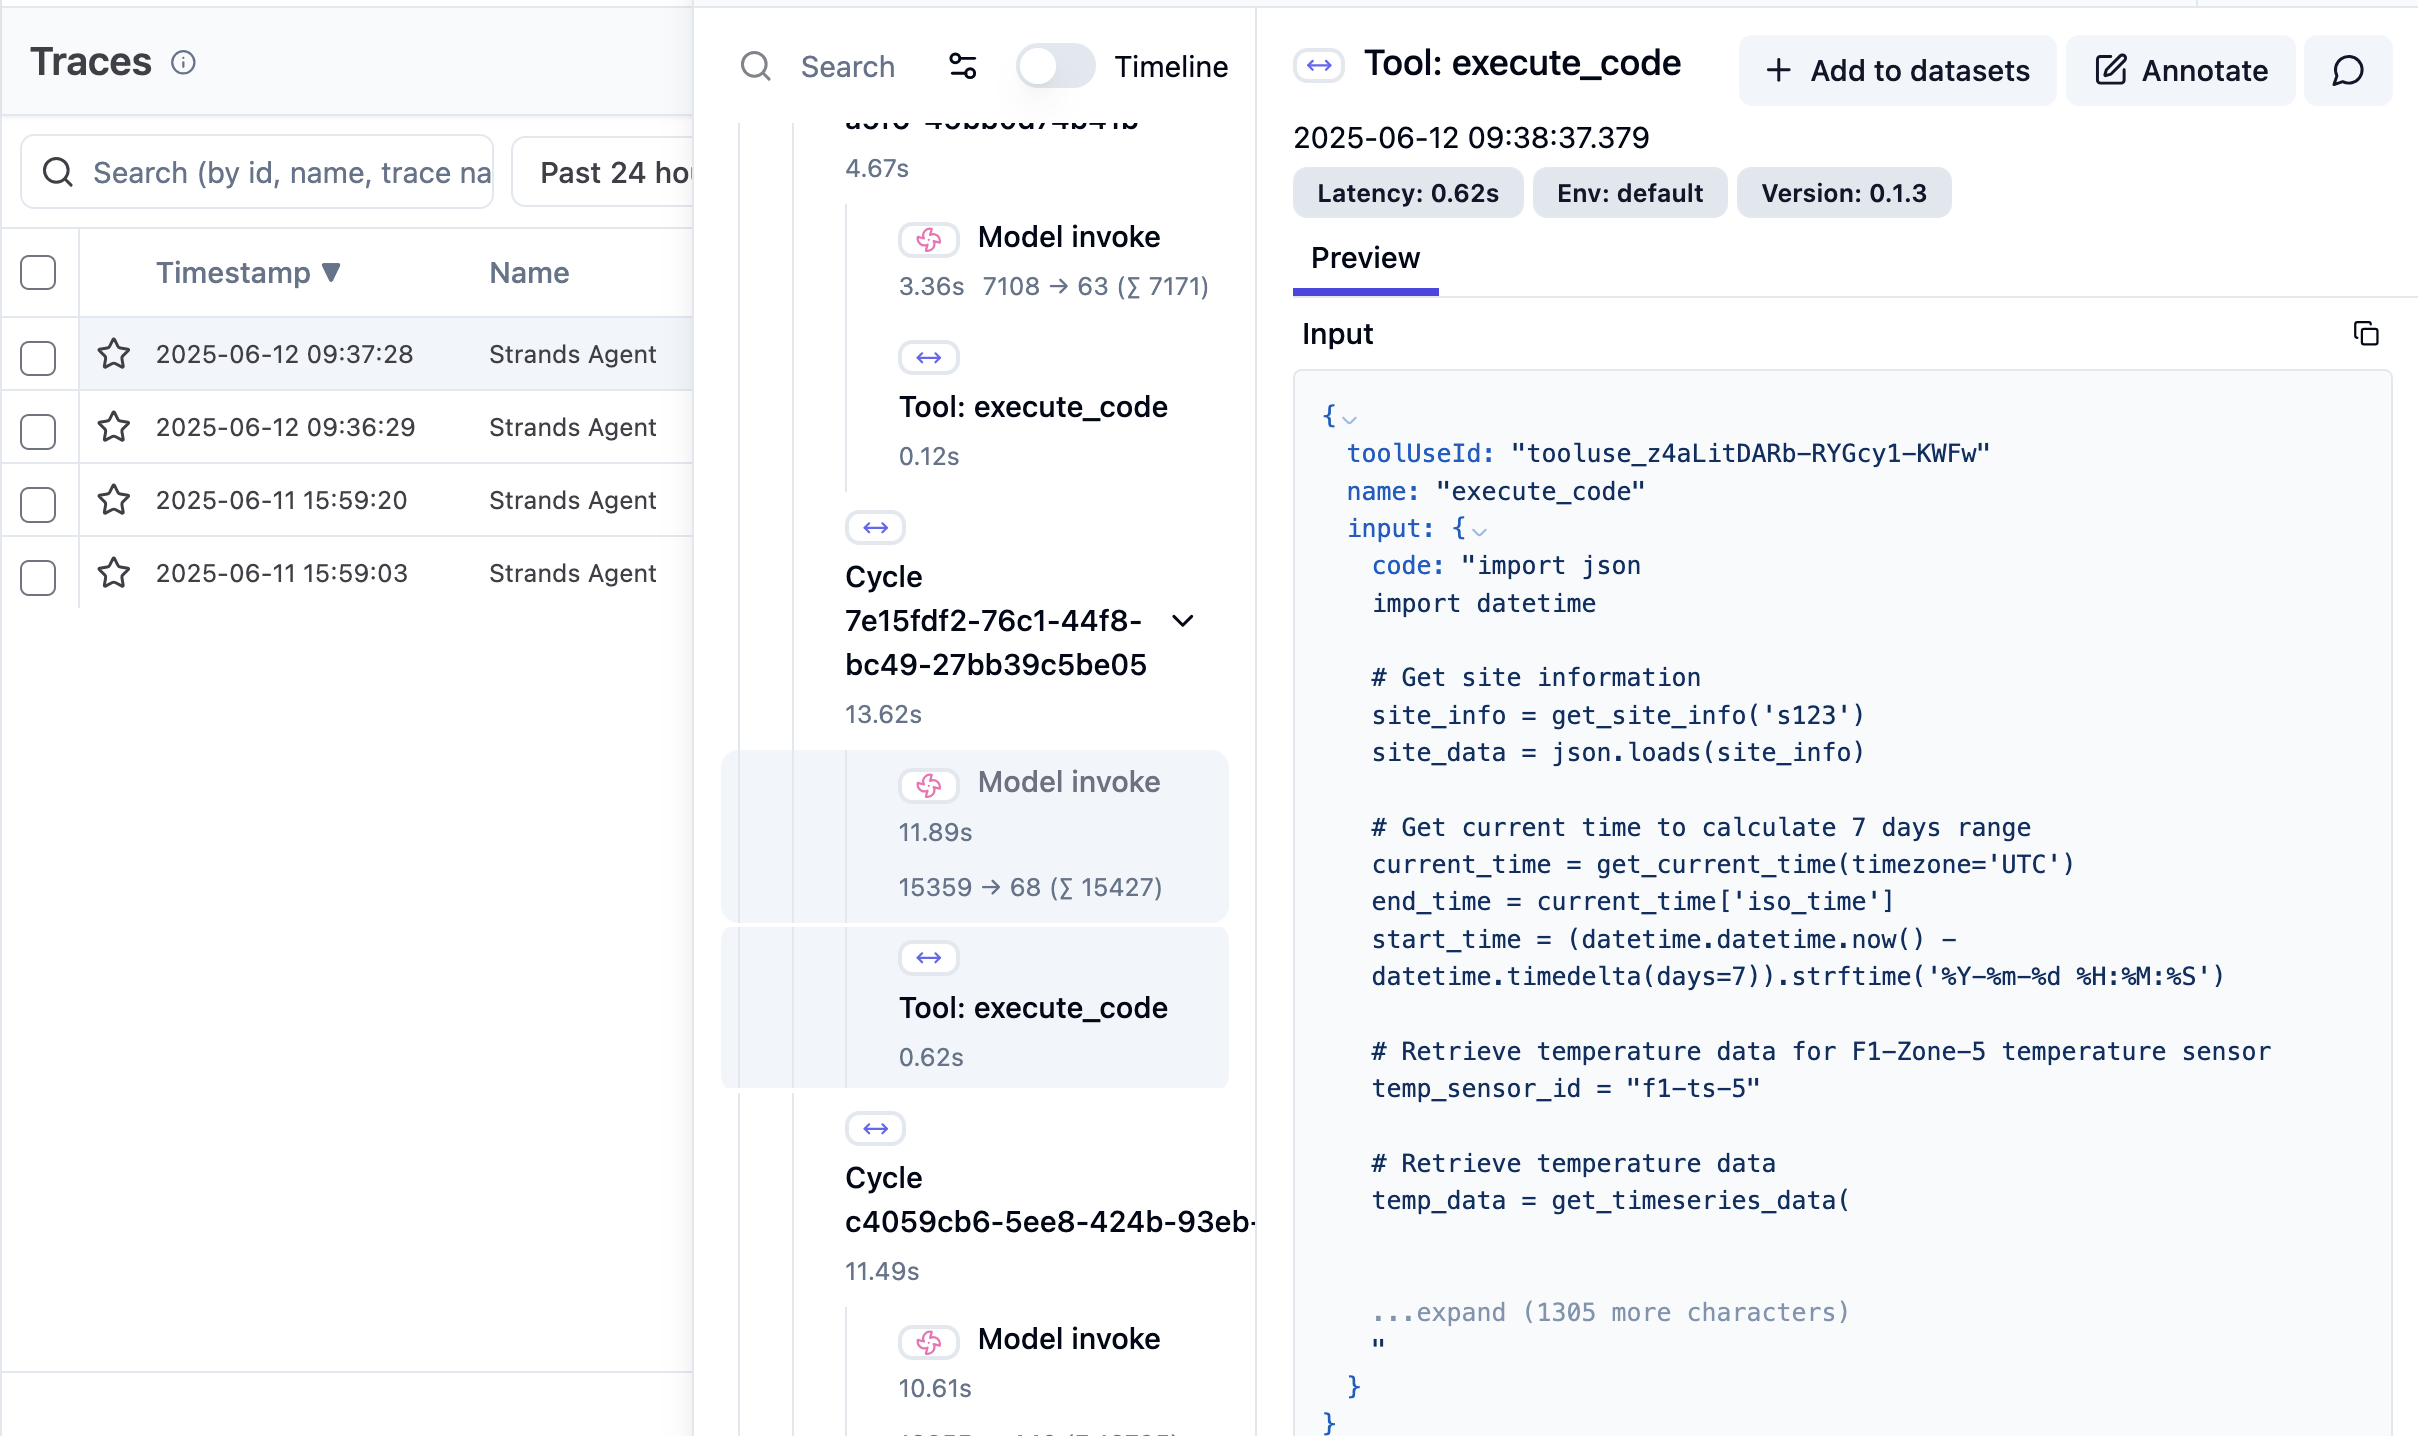 Traces
Search (by id, name, trace na
Past 24 hou
Timestamp ▼ Name
2025-06-12 09:37:28 Strands Agent
2025-06-12 09:36:29 Strands Agent
2025-06-11 15:59:20 Strands Agent
2025-06-11 15:59:03 Strands Agent
Search
Timeline
4.67s
Model invoke
3.36s 7108 → 63 (∑ 7171)
Tool: execute_code
0.12s
Cycle
7e15fdf2-76c1-44f8-
bc49-27bb39c5be05
13.62s
Model invoke
11.89s
15359 → 68 (∑ 15427)
Tool: execute_code
0.62s
Cycle
c4059cb6-5ee8-424b-93eb-
11.49s
Model invoke
10.61s
Tool: execute_code
+ Add to datasets
Annotate
2025-06-12 09:38:37.379
Latency: 0.62s
Env: default
Version: 0.1.3
Preview
Input
{
toolUseId: "tooluse_z4aLitDARb-RYGcy1-KWFw"
name: "execute_code"
input: {
code: "import json
import datetime
# Get site information
site_info = get_site_info('s123')
site_data = json.loads(site_info)
# Get current time to calculate 7 days range
current_time = get_current_time(timezone='UTC')
end_time = current_time['iso_time']
start_time = (datetime.datetime.now() -
datetime.timedelta(days=7)).strftime('%Y-%m-%d %H:%M:%S')
# Retrieve temperature data for F1-Zone-5 temperature sensor
temp_sensor_id = "f1-ts-5"
# Retrieve temperature data
temp_data = get_timeseries_data(
...expand (1305 more characters)
"
}
}